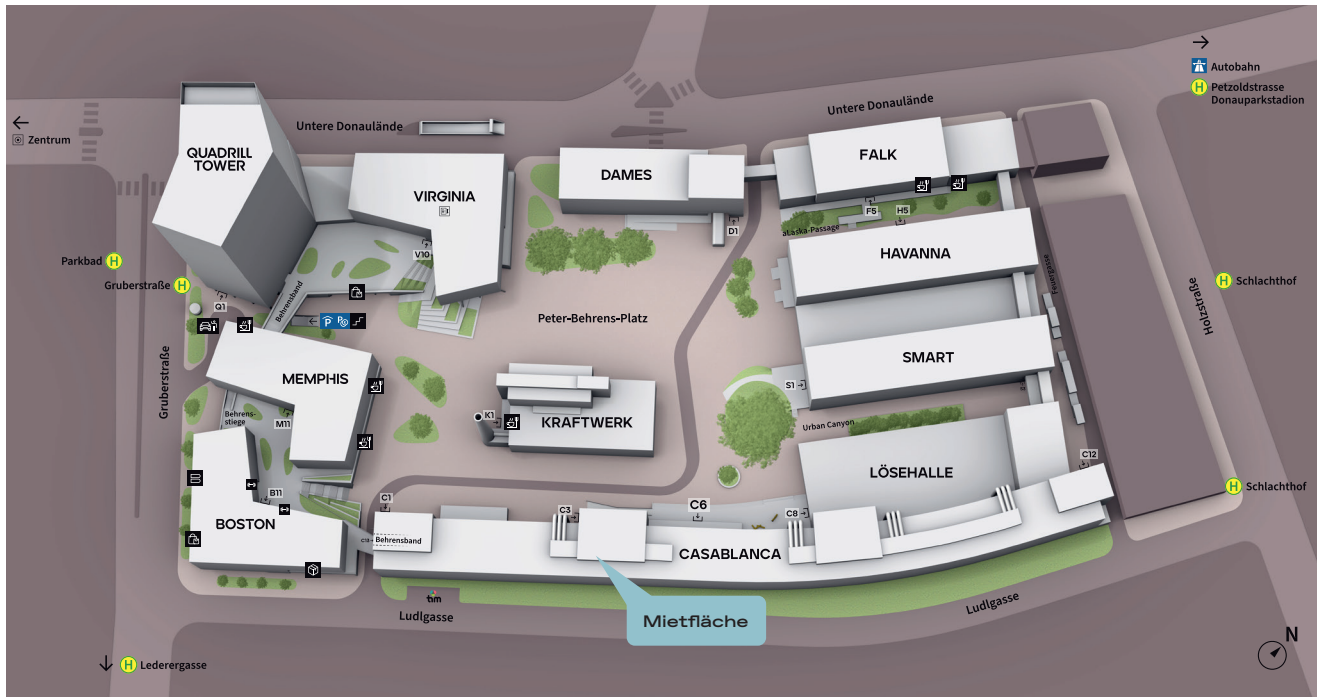 Autobahn
H Petzoldstrasse
Donauparkstadion
Untere Donaulände
Untere Donaulände
Zentrum
QUADRILL
TOWER
VIRGINIA
V10
DAMES
D1
FALK
F5
H5
aLaska-Passage
HAVANNA
Feuergasse
Parkbad H
Gruberstraße H
Q1
Behrensband
P
Peter-Behrens-Platz
H Schlachthof
Holzstraße
SMART
S1
MEMPHIS
M11
Behrens-
stiege
Gruberstraße
K1
KRAFTWERK
Urban Canyon
LÖSEHALLE
C12
H Schlachthof
B11
BOSTON
C1
C3
C6
C8
Behrensband
CASABLANCA
tim
Ludlgasse
Ludlgasse
Mietfläche
N
H Lederergasse